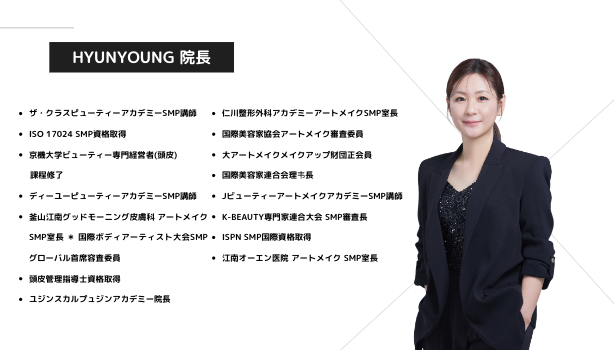 HYUNYOUNG 院長
• ザ・クラスビューティーアカデミーSMP講師
• ISO 17024 SMP資格取得
• 京機大学ビューティー専門経営者(頭皮)
課程修了
• ディーユービューティーアカデミーSMP講師
• 釜山江南グッドモーニング皮膚科 アートメイク
SMP室長 * 国際ボディアーティスト大会SMP
グローバル首席容査委員
• 頭皮管理指導士資格取得
• ユジンスカルプュジンアカデミー院長
• 仁川整形外科アカデミーアートメイクSMP室長
• 国際美容家協会アートメイク審査委員
• 大アートメイクメイクアップ財団正会員
• 国際美容家連合会理事長
• JビューティーアートメイクアカデミーSMP講師
• K-BEAUTY専門家連合大会 SMP審査長
• ISPN SMP国際資格取得
• 江南オーエン医院 アートメイク SMP室長